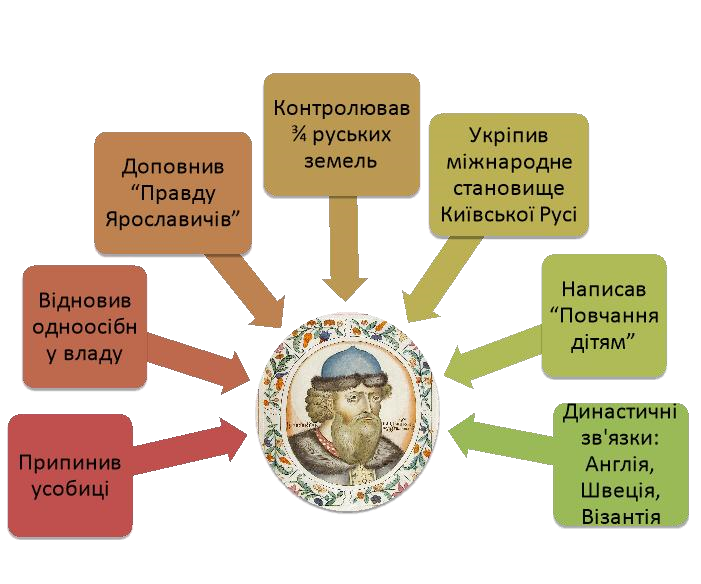 Контролював
¾ руських
земель
Укріпив
міжнародне
становище
Київської Русі
Доповнив
“Правду
Ярославичів”
Написав
“Повчання
дітям”
Відновив
одноосібн
у владу
Династичні
зв'язки:
Англія,
Швеція,
Візантія
Припинив
усобиці